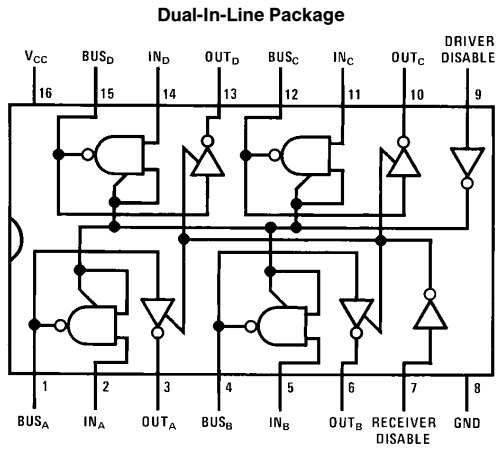 Dual-In-Line Package
VCC BUSD IND OUTD BUSC INC OUTC DRIVER DISABLE
16 15 14 13 12 11 10 9
1 2 3 4 5 6 7 8
BUSA INA OUTA BUSB INB OUTB RECEIVER DISABLE GND